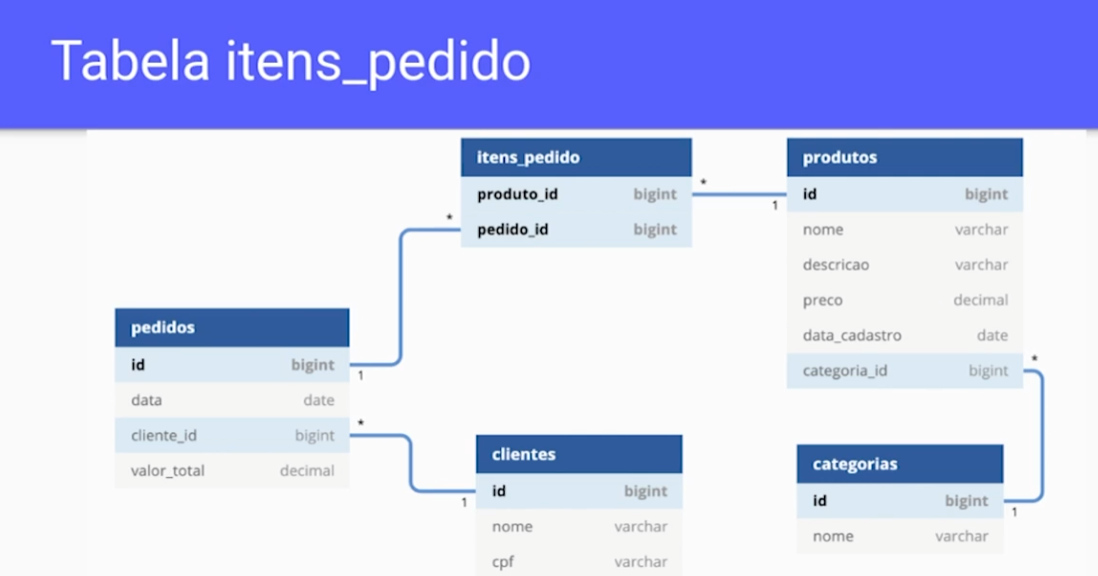 Tabela itens_pedido
itens_pedido
produto_id bigint
pedido_id bigint
* 1
* 1
produtos
id bigint
nome varchar
descricao varchar
preco decimal
data_cadastro date
categoria_id bigint
* 1
pedidos
id bigint
data date
cliente_id bigint
valor_total decimal
* 1
clientes
id bigint
nome varchar
cpf varchar
categorias
id bigint
nome varchar